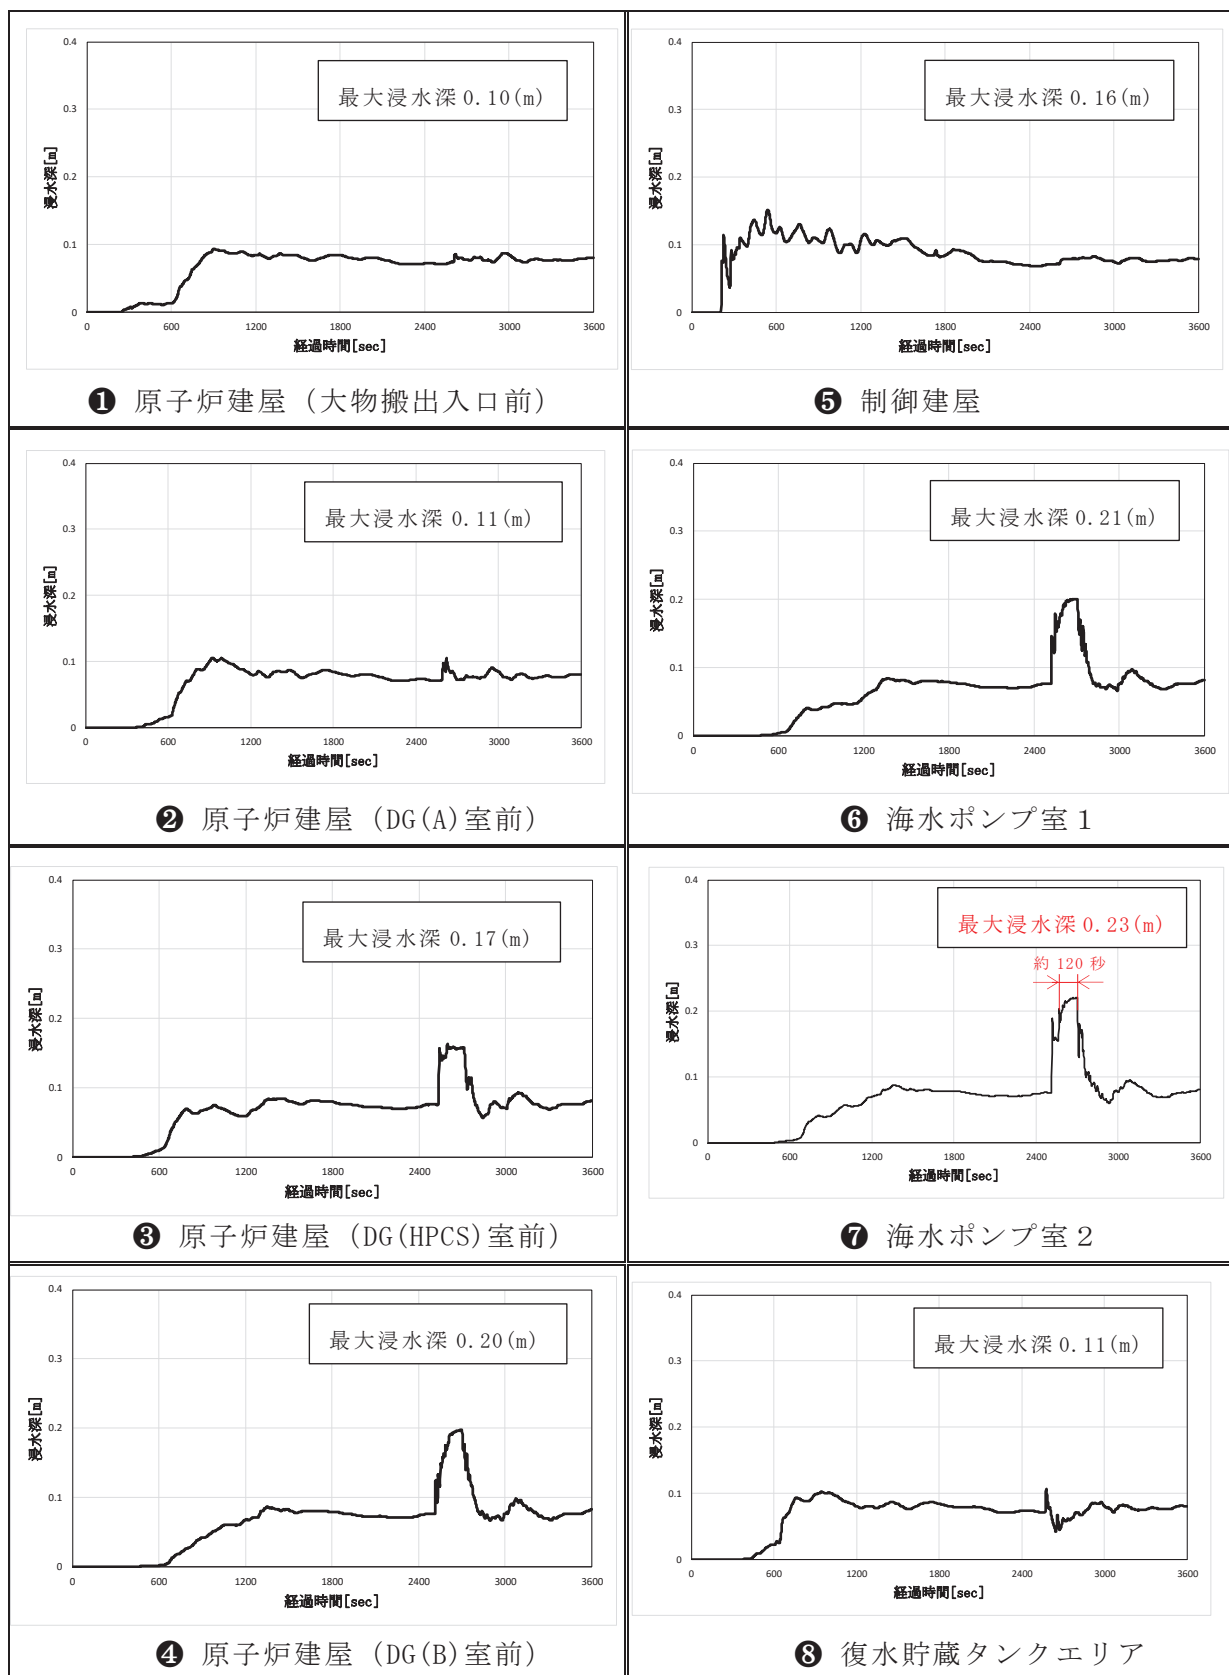 0.4
0.3
0.2
0.1
0
浸水深[m]
最大浸水深 0.10(m)
0 600 1200 1800 2400 3000 3600
経過時間[sec]
❶ 原子炉建屋（大物搬出入口前）
0.4
0.3
0.2
0.1
0
浸水深[m]
最大浸水深 0.16(m)
0 600 1200 1800 2400 3000 3600
経過時間[sec]
❺ 制御建屋
0.4
0.3
0.2
0.1
0
浸水深[m]
最大浸水深 0.11(m)
0 600 1200 1800 2400 3000 3600
経過時間[sec]
❷ 原子炉建屋（DG(A)室前）
0.4
0.3
0.2
0.1
0
浸水深[m]
最大浸水深 0.21(m)
0 600 1200 1800 2400 3000 3600
経過時間[sec]
❻ 海水ポンプ室１
0.4
0.3
0.2
0.1
0
浸水深[m]
最大浸水深 0.17(m)
0 600 1200 1800 2400 3000 3600
経過時間[sec]
❸ 原子炉建屋（DG(HPCS)室前）
0.4
0.3
0.2
0.1
0
浸水深[m]
最大浸水深 0.23(m)
約 120 秒
0 600 1200 1800 2400 3000 3600
経過時間[sec]
❼ 海水ポンプ室２
0.4
0.3
0.2
0.1
0
浸水深[m]
最大浸水深 0.20(m)
0 600 1200 1800 2400 3000 3600
経過時間[sec]
❹ 原子炉建屋（DG(B)室前）
0.4
0.3
0.2
0.1
0
浸水深[m]
最大浸水深 0.11(m)
0 600 1200 1800 2400 3000 3600
経過時間[sec]
❽ 復水貯蔵タンクエリア